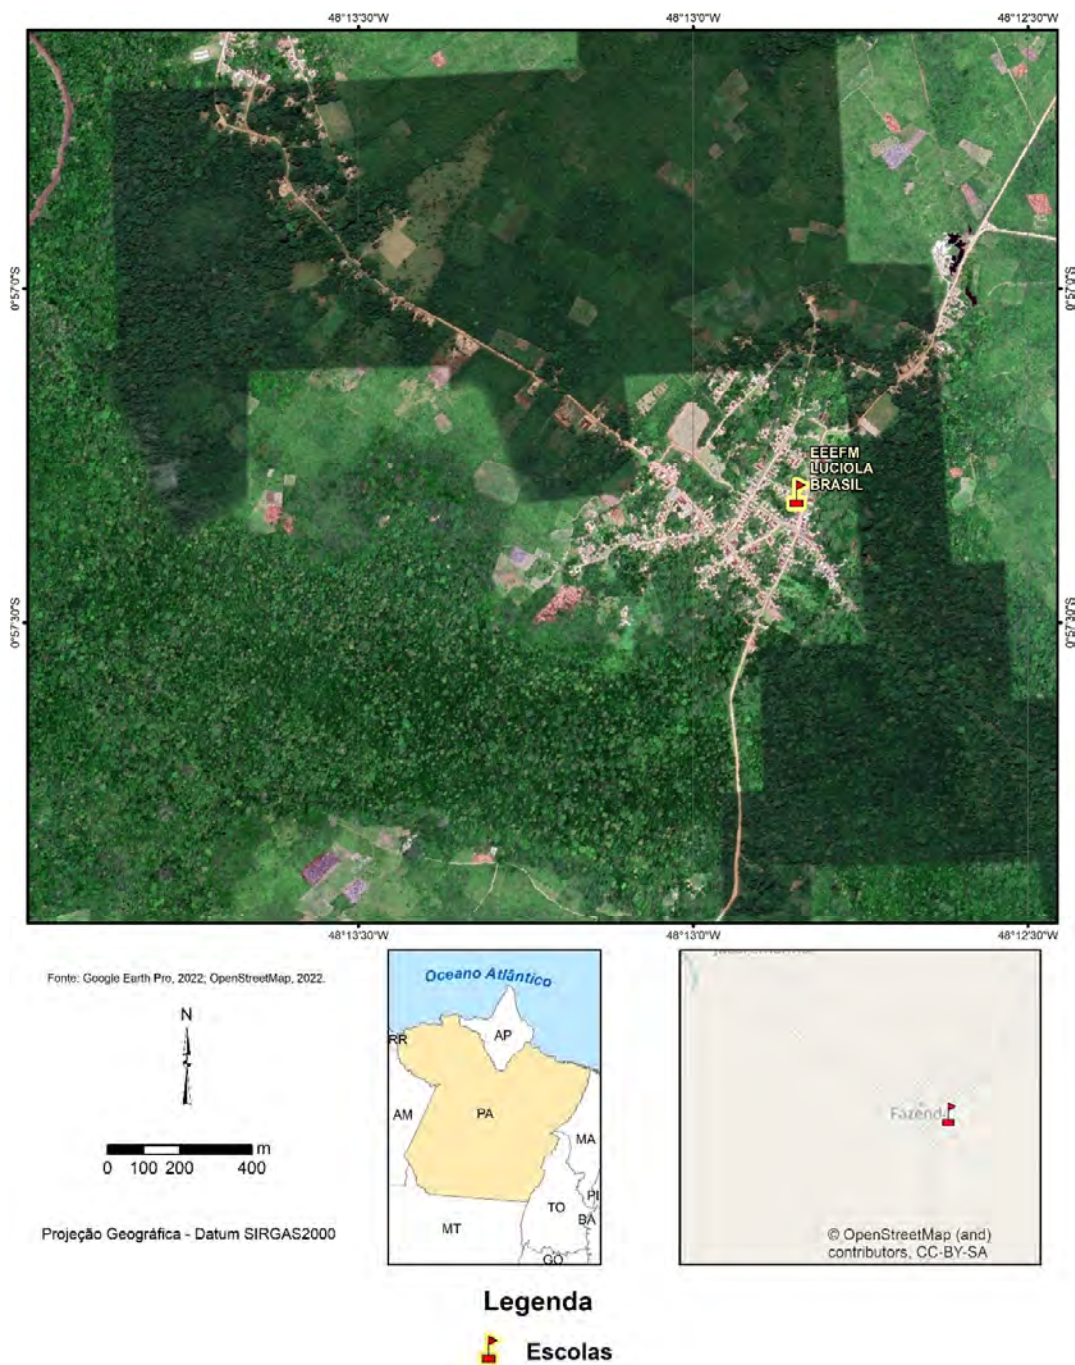 48°13'30"W
48°13'0"W
48°12'30"W
0°57'0"S
0°57'0"S
EEEFM
LUCIOLA
BRASIL
0°57'30"S
0°57'30"S
48°13'30"W
48°13'0"W
48°12'30"W
Fonte: Google Earth Pro, 2022; OpenStreetMap, 2022.
N
0 100 200 400 m
Projeção Geográfica - Datum SIRGAS2000
Oceano Atlântico
RR
AP
AM
PA
MA
PI
TO
BA
MT
GO
Fazend
© OpenStreetMap (and)
contributors, CC-BY-SA
Legenda
Escolas